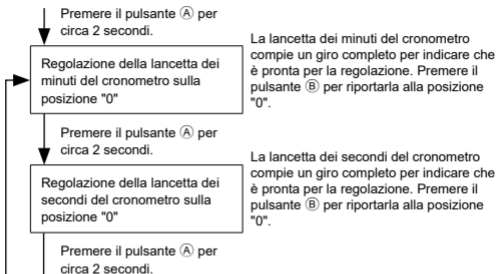 Premere il pulsante Ⓐ per
circa 2 secondi.
Regolazione della lancetta dei
minuti del cronometro sulla
posizione "0"
La lancetta dei minuti del cronometro
compie un giro completo per indicare che
è pronta per la regolazione. Premere il
pulsante Ⓑ per riportarla alla posizione
"0".
Premere il pulsante Ⓐ per
circa 2 secondi.
Regolazione della lancetta dei
secondi del cronometro sulla
posizione "0"
La lancetta dei secondi del cronometro
compie un giro completo per indicare che
è pronta per la regolazione. Premere il
pulsante Ⓑ per riportarla alla posizione
"0".
Premere il pulsante Ⓐ per
circa 2 secondi.